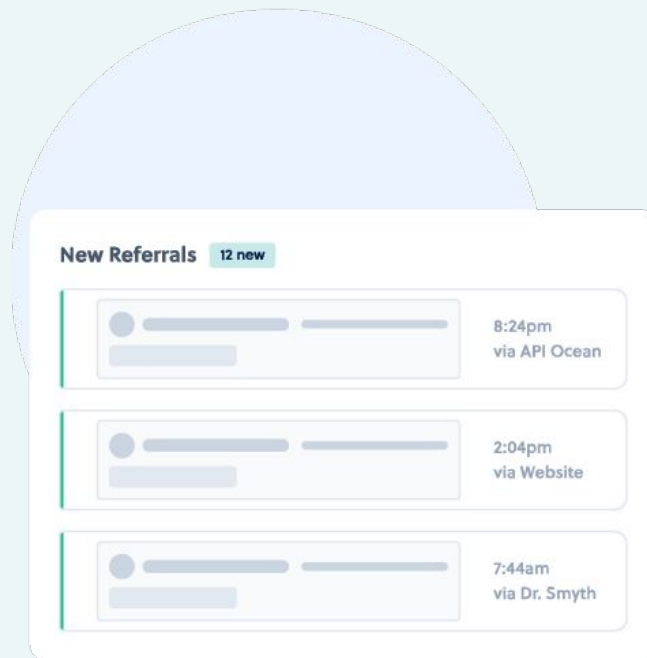 New Referrals 12 new
8:24pm
via API Ocean
2:04pm
via Website
7:44am
via Dr. Smyth